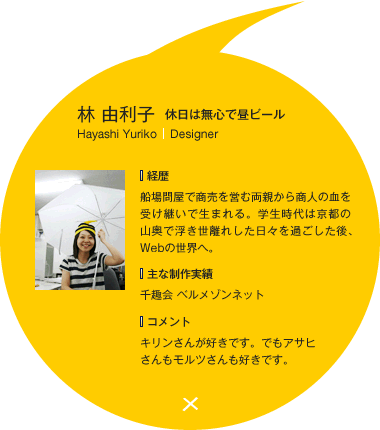 林 由利子 休日は無心で昼ビール
Hayashi Yuriko | Designer
経歴
船場問屋で商売を営む両親から商人の血を
受け継いで生まれる。学生時代は京都の
山奥で浮き世離れした日々を過ごした後、
Webの世界へ。
主な制作実績
千趣会 ベルメゾンネット
コメント
キリンさんが好きです。でもアサヒ
さんもモルツさんも好きです。